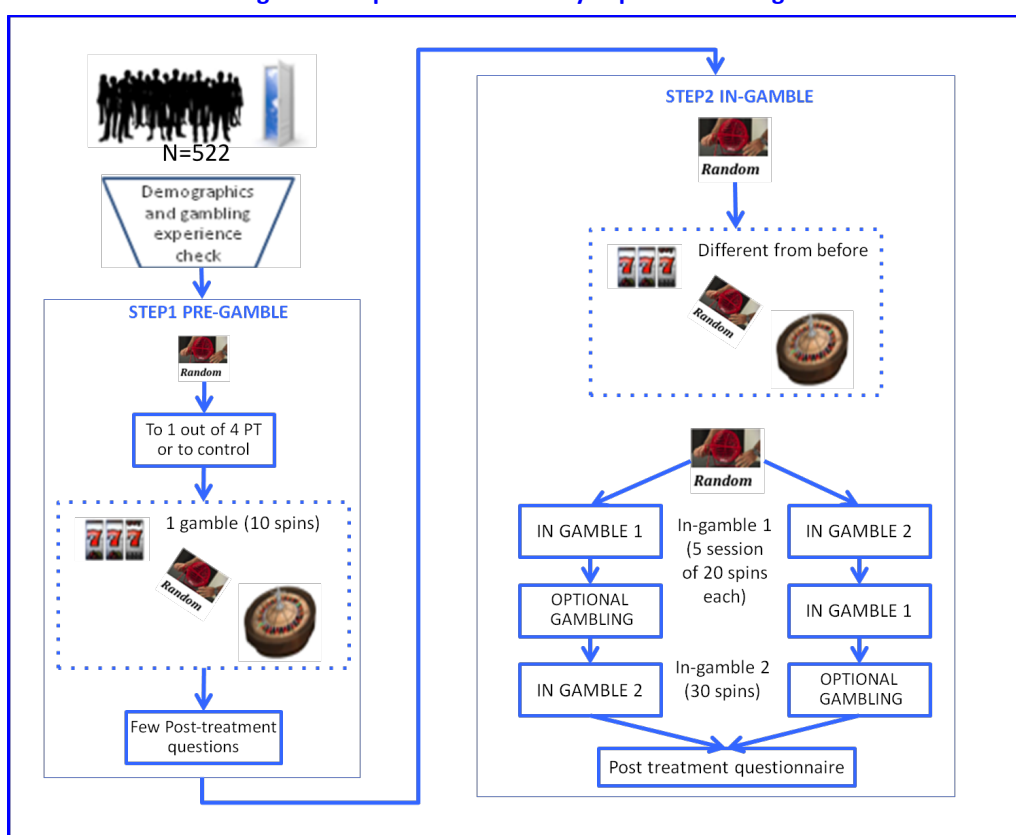 N=522
Demographics
and gambling
experience
check
STEP1 PRE-GAMBLE
Random
To 1 out of 4 PT
or to control
1 gamble (10 spins)
777
Random
Few Post-treatment
questions
STEP2 IN-GAMBLE
Random
Different from before
777
Random
Random
IN GAMBLE 1
OPTIONAL
GAMBLING
IN GAMBLE 2
In-gamble 1
(5 session
of 20 spins
each)
In-gamble 2
(30 spins)
IN GAMBLE 2
IN GAMBLE 1
OPTIONAL
GAMBLING
Post treatment questionnaire